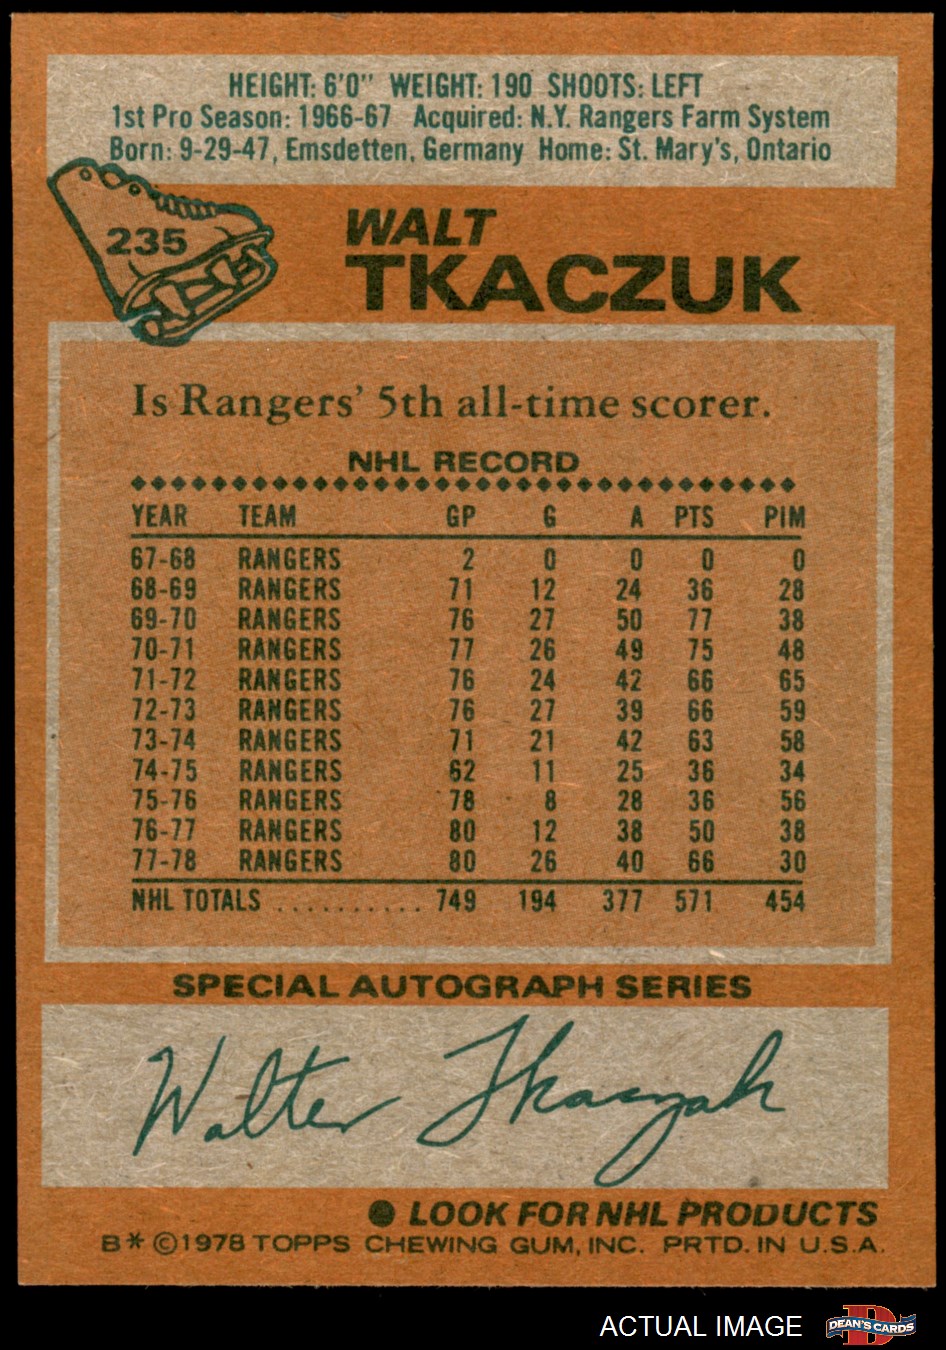 HEIGHT: 6'0" WEIGHT: 190 SHOOTS: LEFT
1st Pro Season: 1966-67 Acquired: N.Y. Rangers Farm System
Born: 9-29-47, Emsdetten, Germany Home: St. Mary's, Ontario
235
WALT
TKACZUK
Is Rangers' 5th all-time scorer.
NHL RECORD
YEAR TEAM GP G A PTS PIM
67-68 RANGERS 2 0 0 0 0
68-69 RANGERS 71 12 24 36 28
69-70 RANGERS 76 27 50 77 38
70-71 RANGERS 77 26 49 75 48
71-72 RANGERS 76 24 42 66 65
72-73 RANGERS 76 27 39 66 59
73-74 RANGERS 71 21 42 63 58
74-75 RANGERS 62 11 25 36 34
75-76 RANGERS 78 8 28 36 56
76-77 RANGERS 80 12 38 50 38
77-78 RANGERS 80 26 40 66 30
NHL TOTALS .......... 749 194 377 571 454
SPECIAL AUTOGRAPH SERIES
Walter Tkaczuk
● LOOK FOR NHL PRODUCTS
B* ©1978 TOPPS CHEWING GUM, INC. PRTD. IN U.S.A.
ACTUAL IMAGE
D
DEAN'S CARDS